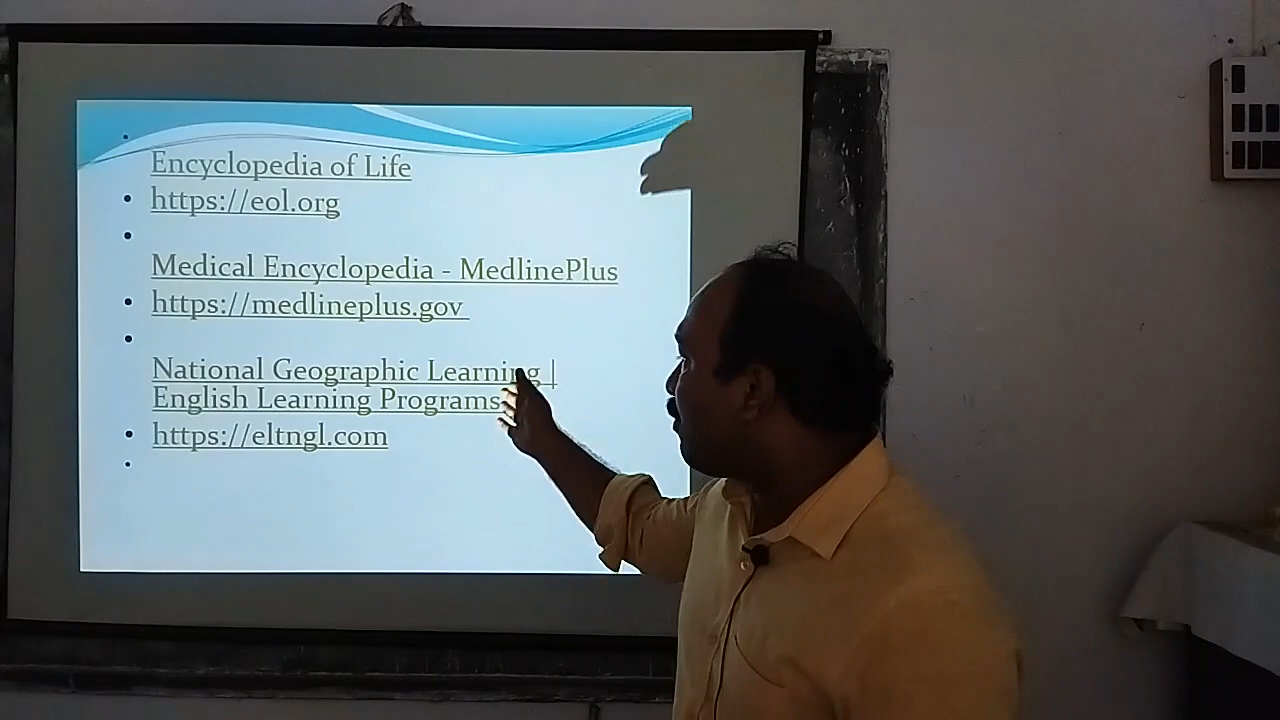 Encyclopedia of Life
https://eol.org
Medical Encyclopedia - MedlinePlus
https://medlineplus.gov
National Geographic Learning |
English Learning Programs
https://eltngl.com